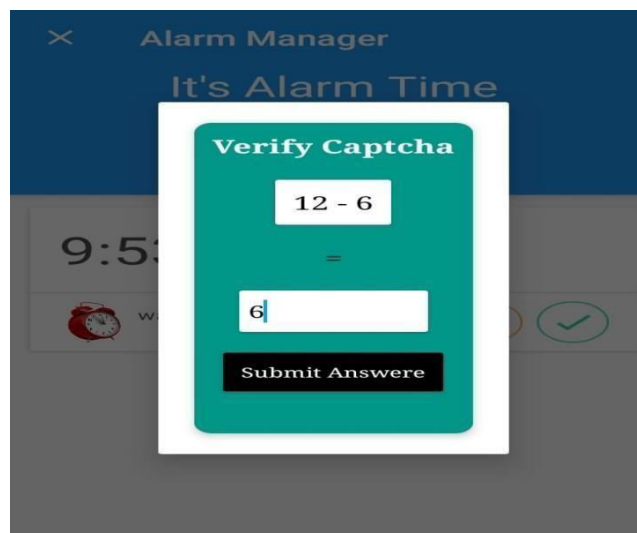 Alarm Manager
It's Alarm Time
Verify Captcha
12 - 6
=
6
Submit Answere